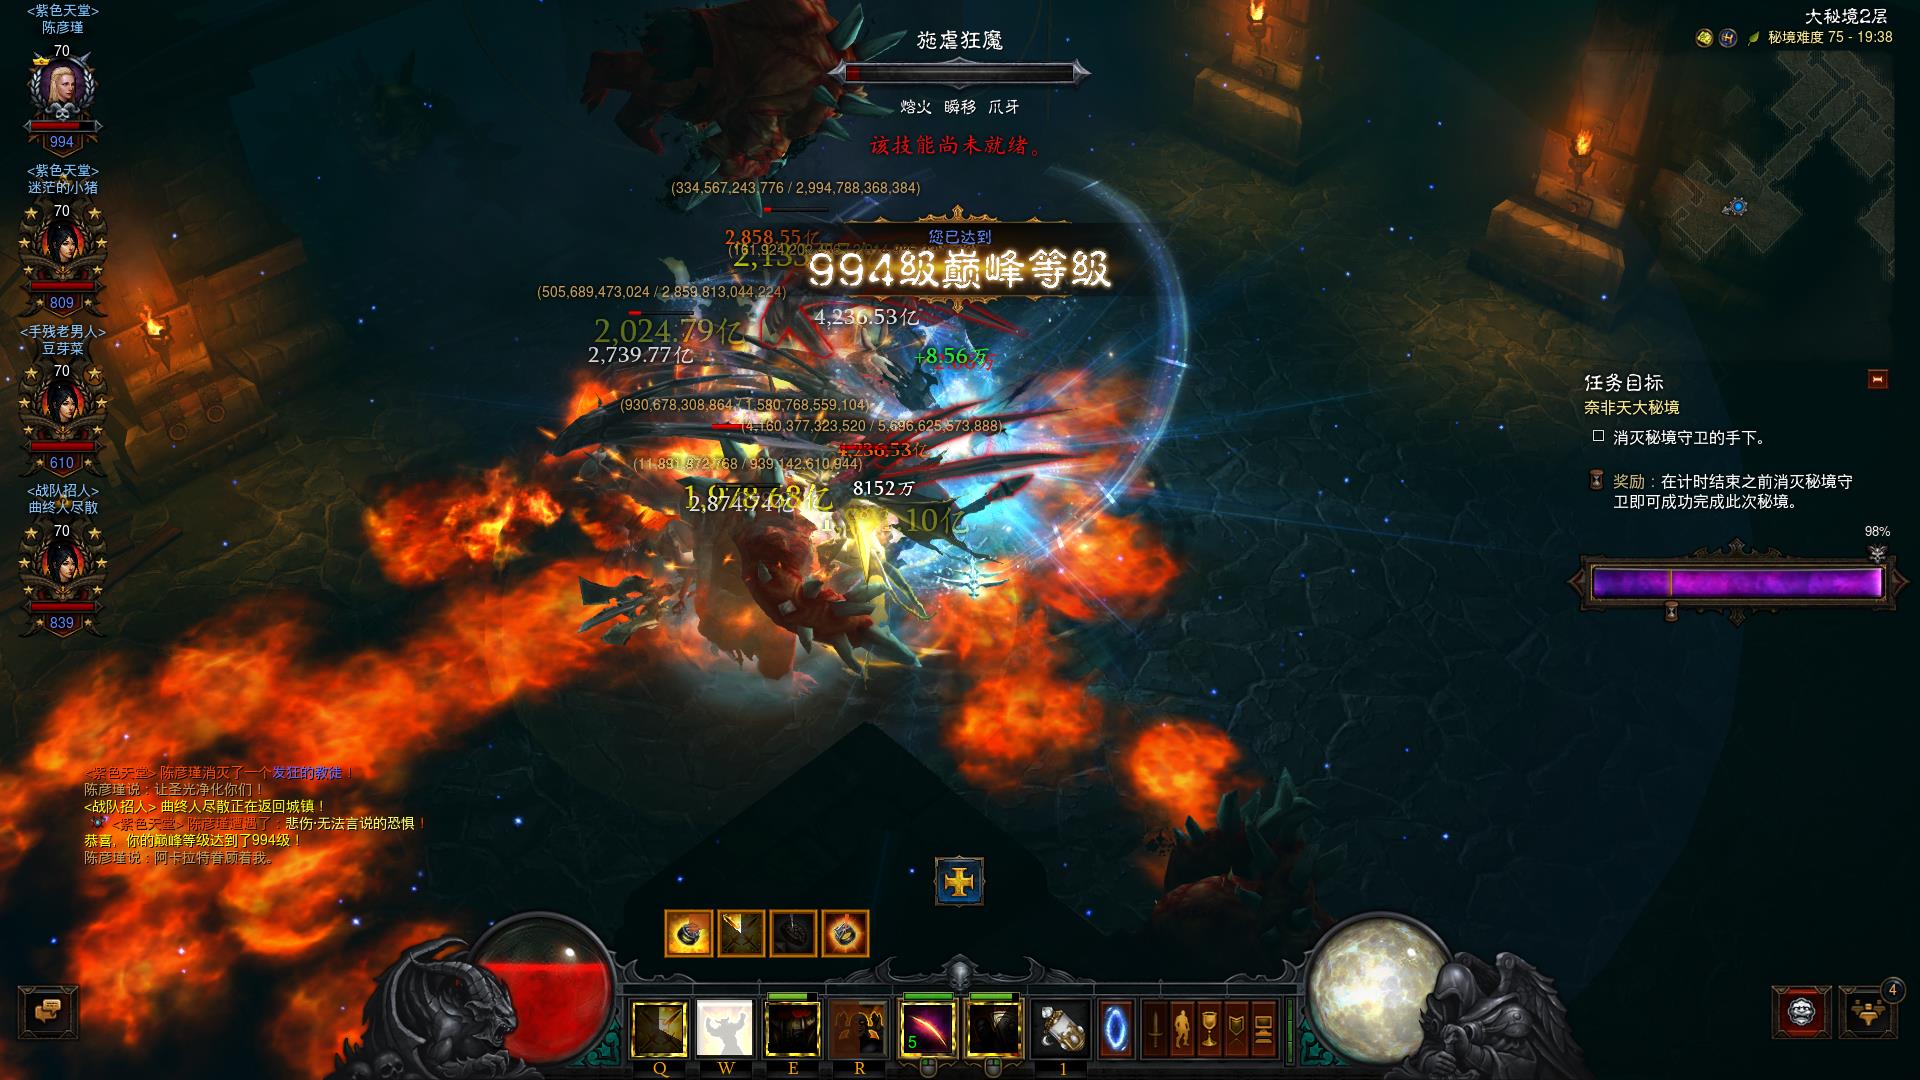 <紫色天堂>
陈彦瑾
70
994
<紫色天堂>
迷茫的小猪
70
809
<手残老男人>
豆芽菜
70
610
<战队招人>
曲终人尽散
70
839
施虐狂魔
熔火 瞬移 爪牙
该技能尚未就绪。
(334,567,243,776 / 2,994,788,368,384)
2,858.55亿
您已达到
994级巅峰等级
(505,689,473,024 / 2,859,813,044,224)
4,236.53亿
2,024.79亿
2,739.77亿
+8.56万
(930,678,308,864 / 1,580,768,559,104)
(4,160,377,323,520 / 5,696,625,573,888)
4,236.53亿
8152万
2,874.74亿
大秘境2层
秘境难度 75 - 19:38
任务目标
奈非天大秘境
消灭秘境守卫的手下。
奖励：在计时结束之前消灭秘境守
卫即可成功完成此次秘境。
98%
<紫色天堂> 陈彦瑾消灭了一个发狂的教徒！
陈彦瑾说：让圣光净化你们！
<战队招人> 曲终人尽散正在返回城镇！
<紫色天堂> 陈彦瑾遭遇了：悲伤·无法言说的恐惧！
恭喜，你的巅峰等级达到了994级！
陈彦瑾说：阿卡拉特眷顾着我。
5
Q W E R 1
4